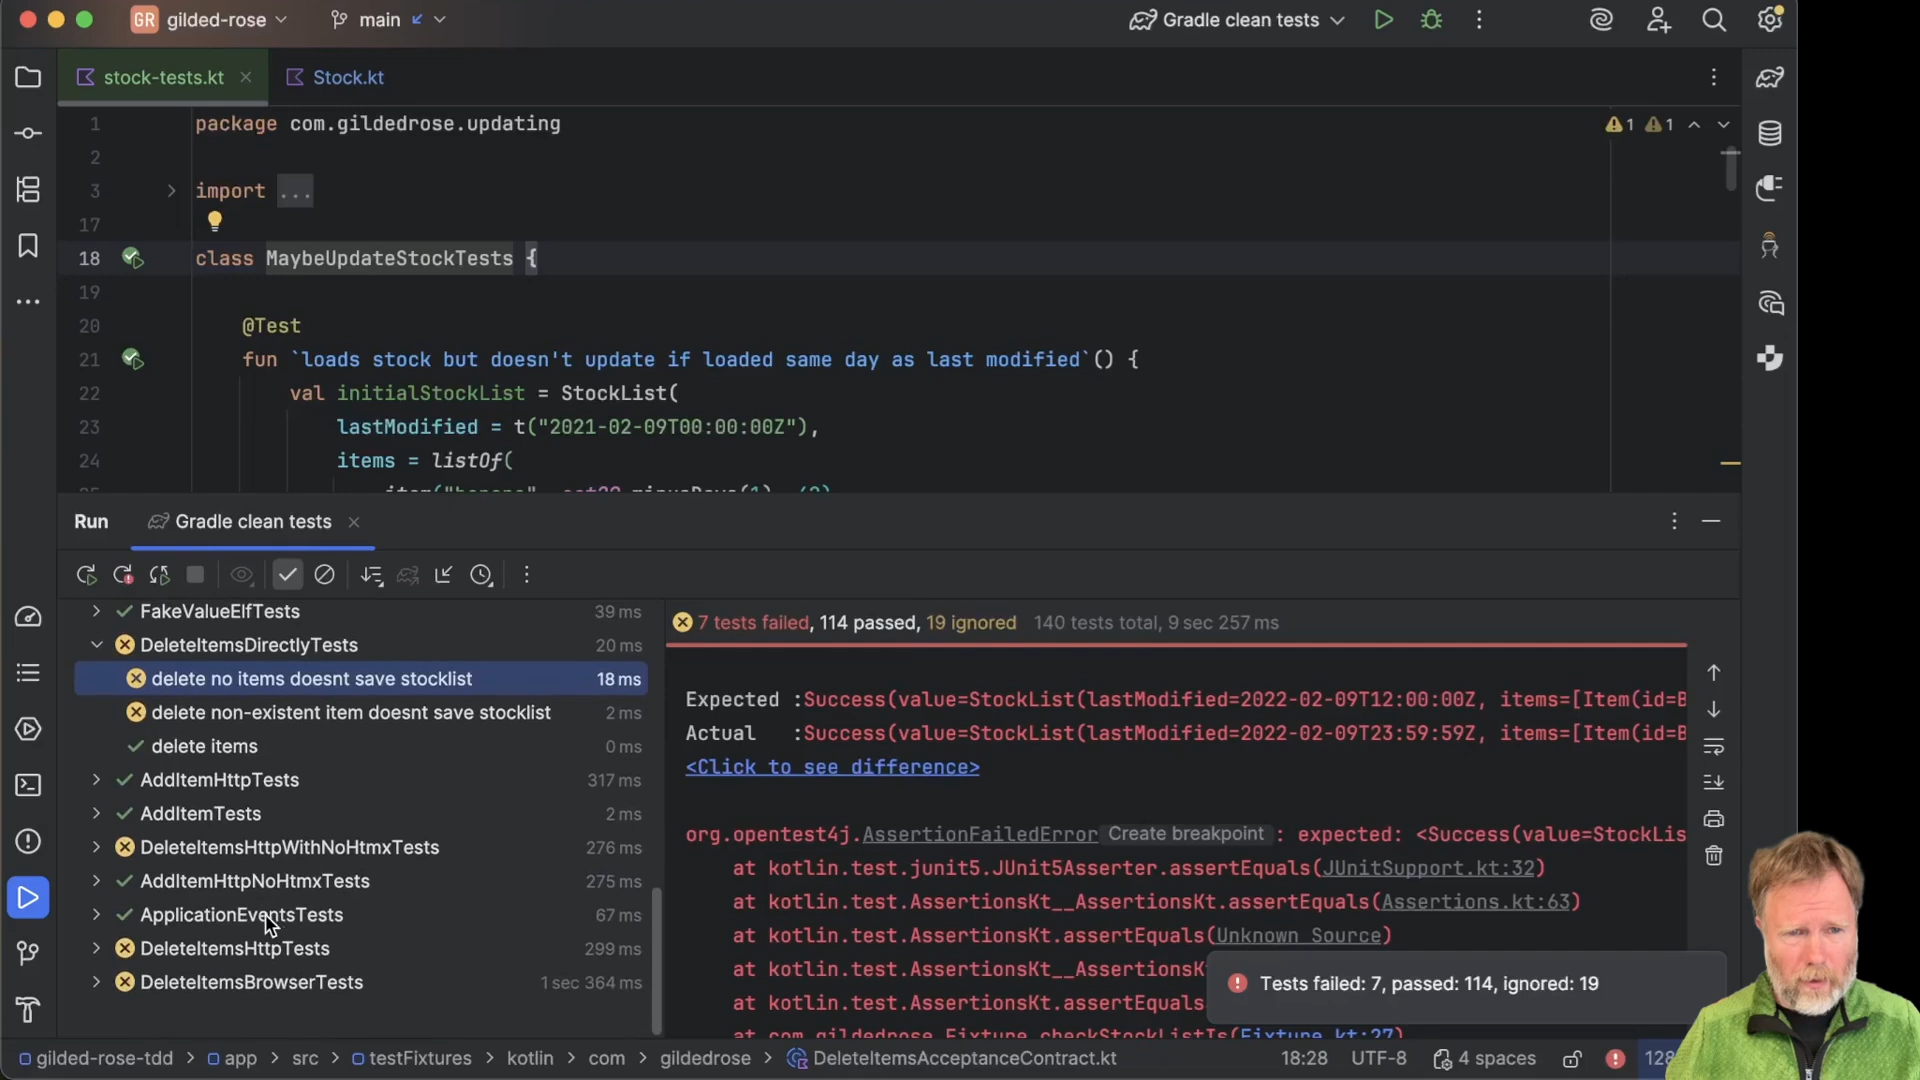 GR gilded-rose main Gradle clean tests
stock-tests.kt Stock.kt
1 package com.gildedrose.updating
1 1
2
3 import ...
17
18 class MaybeUpdateStockTests {
19
20 @Test
21 fun `loads stock but doesn't update if loaded same day as last modified`() {
22 val initialStockList = StockList(
23 lastModified = t("2021-02-09T00:00:00Z"),
24 items = listOf(
Run Gradle clean tests
FakeValueElfTests 39 ms
DeleteItemsDirectlyTests 20 ms
delete no items doesnt save stocklist 18 ms
delete non-existent item doesnt save stocklist 2 ms
delete items 0 ms
AddItemHttpTests 317 ms
AddItemTests 2 ms
DeleteItemsHttpWithNoHtmxTests 276 ms
AddItemHttpNoHtmxTests 275 ms
ApplicationEventsTests 67 ms
DeleteItemsHttpTests 299 ms
DeleteItemsBrowserTests 1 sec 364 ms
7 tests failed, 114 passed, 19 ignored 140 tests total, 9 sec 257 ms
Expected :Success(value=StockList(lastModified=2022-02-09T12:00:00Z, items=[Item(id=B
Actual :Success(value=StockList(lastModified=2022-02-09T23:59:59Z, items=[Item(id=B
<Click to see difference>
org.opentest4j.AssertionFailedError Create breakpoint : expected: <Success(value=StockLis
at kotlin.test.junit5.JUnit5Asserter.assertEquals(JUnitSupport.kt:32)
at kotlin.test.AssertionsKt__AssertionsKt.assertEquals(Assertions.kt:63)
at kotlin.test.AssertionsKt.assertEquals(Unknown Source)
at kotlin.test.AssertionsKt__AssertionsK
at kotlin.test.AssertionsKt.assertEquals
at com.gildedrose.Fixture.checkStockListIs(Fixture.kt:27)
Tests failed: 7, passed: 114, ignored: 19
gilded-rose-tdd > app > src > testFixtures > kotlin > com > gildedrose > DeleteItemsAcceptanceContract.kt 18:28 UTF-8 4 spaces 128